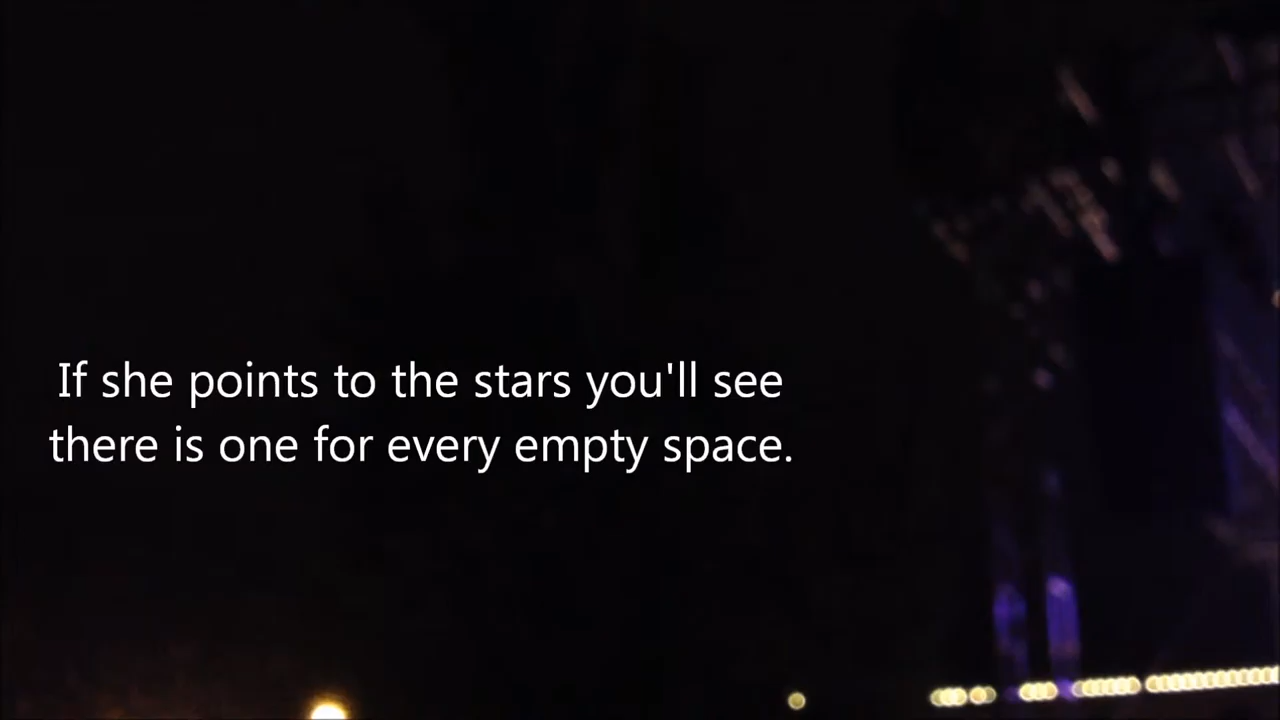 If she points to the stars you'll see
there is one for every empty space.